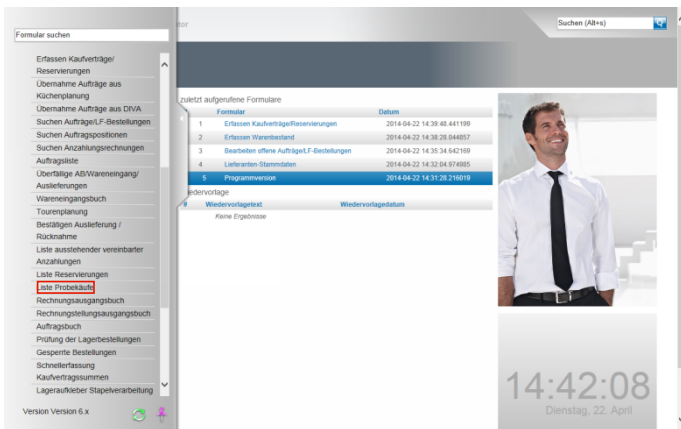 tor
Suchen (Alt+s)
Formular suchen
Erfassen Kaufverträge/
Reservierungen
Übernahme Aufträge aus
Küchenplanung
Übernahme Aufträge aus DIVA
Suchen Aufträge/LF-Bestellungen
Suchen Auftragspositionen
Suchen Anzahlungsrechnungen
Auftragsliste
Überfällige AB/Wareneingang/
Auslieferungen
Wareneingangsbuch
Tourenplanung
Bestätigen Auslieferung /
Rücknahme
Liste ausstehender vereinbarter
Anzahlungen
Liste Reservierungen
Liste Probekäufe
Rechnungsausgangsbuch
Rechnungstellungsausgangsbuch
Auftragsbuch
Prüfung der Lagerbestellungen
Gesperrte Bestellungen
Schnellerfassung
Kaufvertragssummen
Lageraufkleber Stapelverarbeitung
Version Version 6.x
zuletzt aufgerufene Formulare
Formular Datum
1 Erfassen Kaufverträge/Reservierungen 2014-04-22 14:39:48.441199
2 Erfassen Warenbestand 2014-04-22 14:38:28.044857
3 Bearbeiten offene Aufträge/LF-Bestellungen 2014-04-22 14:35:34.642169
4 Lieferanten-Stammdaten 2014-04-22 14:32:04.974985
5 Programmversion 2014-04-22 14:31:28.216019
iedervorlage
# Wiedervorlagetext Wiedervorlagedatum
Keine Ergebnisse
14:42:08
Dienstag, 22. April